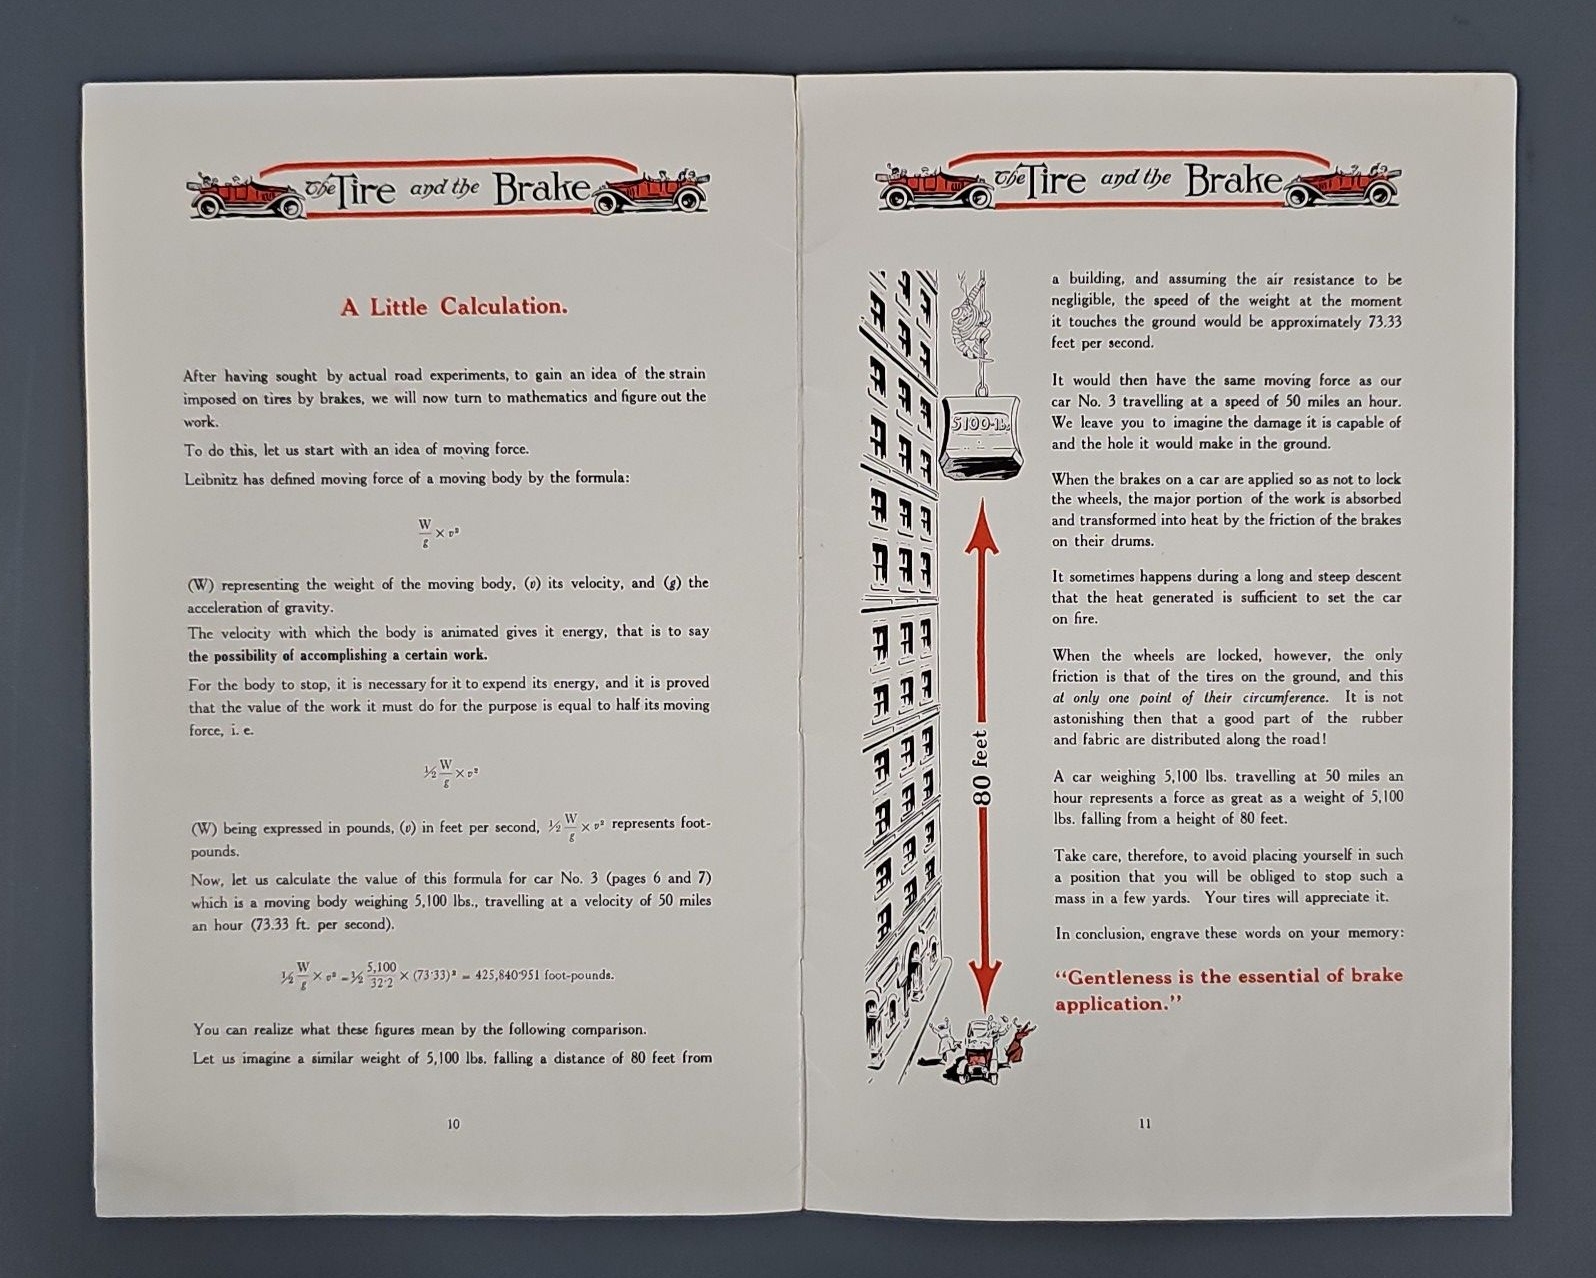 The Tire and the Brake
A Little Calculation.
After having sought by actual road experiments, to gain an idea of the strain
imposed on tires by brakes, we will now turn to mathematics and figure out the
work.
To do this, let us start with an idea of moving force.
Leibnitz has defined moving force of a moving body by the formula:
W/g × v²
(W) representing the weight of the moving body, (v) its velocity, and (g) the
acceleration of gravity.
The velocity with which the body is animated gives it energy, that is to say
the possibility of accomplishing a certain work.
For the body to stop, it is necessary for it to expend its energy, and it is proved
that the value of the work it must do for the purpose is equal to half its moving
force, i. e.
½ W/g × v²
(W) being expressed in pounds, (v) in feet per second, ½ W/g × v² represents foot-
pounds.
Now, let us calculate the value of this formula for car No. 3 (pages 6 and 7)
which is a moving body weighing 5,100 lbs., travelling at a velocity of 50 miles
an hour (73.33 ft. per second).
½ W/g × v² = ½ 5,100/32·2 × (73·33)² = 425,840·951 foot-pounds.
You can realize what these figures mean by the following comparison.
Let us imagine a similar weight of 5,100 lbs. falling a distance of 80 feet from
10
The Tire and the Brake
5100-lbs
80 feet
a building, and assuming the air resistance to be
negligible, the speed of the weight at the moment
it touches the ground would be approximately 73.33
feet per second.
It would then have the same moving force as our
car No. 3 travelling at a speed of 50 miles an hour.
We leave you to imagine the damage it is capable of
and the hole it would make in the ground.
When the brakes on a car are applied so as not to lock
the wheels, the major portion of the work is absorbed
and transformed into heat by the friction of the brakes
on their drums.
It sometimes happens during a long and steep descent
that the heat generated is sufficient to set the car
on fire.
When the wheels are locked, however, the only
friction is that of the tires on the ground, and this
at only one point of their circumference. It is not
astonishing then that a good part of the rubber
and fabric are distributed along the road!
A car weighing 5,100 lbs. travelling at 50 miles an
hour represents a force as great as a weight of 5,100
lbs. falling from a height of 80 feet.
Take care, therefore, to avoid placing yourself in such
a position that you will be obliged to stop such a
mass in a few yards. Your tires will appreciate it.
In conclusion, engrave these words on your memory:
“Gentleness is the essential of brake
application.”
11